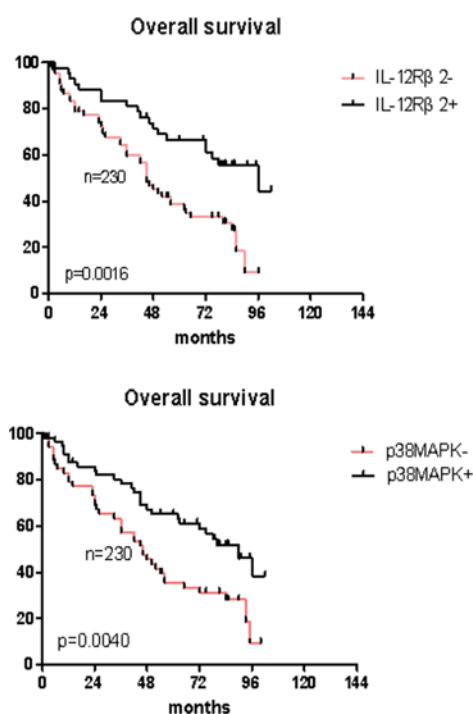 Overall survival
100
80
60
40
20
0
n=230
p=0.0016
0 24 48 72 96 120 144
months
IL-12Rβ 2-
IL-12Rβ 2+
Overall survival
100
80
60
40
20
0
n=230
p=0.0040
0 24 48 72 96 120 144
months
p38MAPK-
p38MAPK+